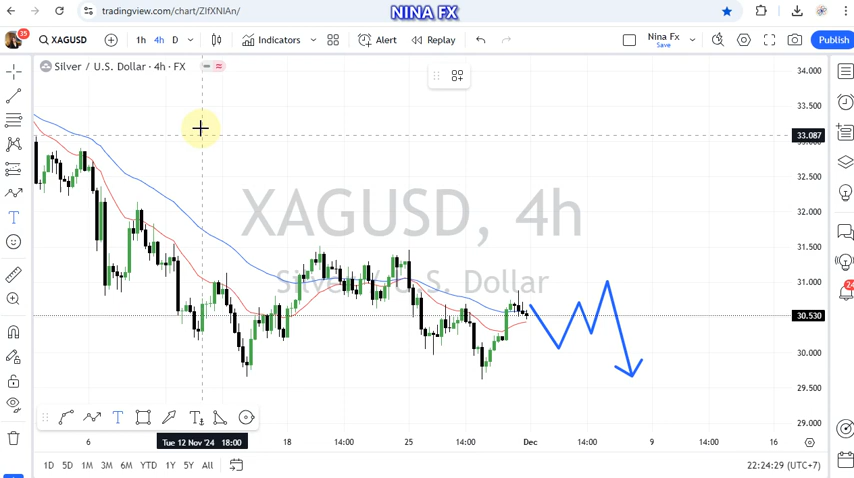 tradingview.com/chart/ZIfXNIAn/
NINA FX
35
XAGUSD
1h 4h D
Indicators
Alert
Replay
Nina Fx
Save
Publish
Silver / U.S. Dollar · 4h · FX
34.000
33.500
33.087
33.000
32.500
32.000
31.500
31.000
30.530
30.000
29.500
29.000
XAGUSD, 4h
Silver / U.S. Dollar
24
6
Tue 12 Nov '24 18:00
18
14:00
25
14:00
Dec
14:00
9
14:00
16
1D 5D 1M 3M 6M YTD 1Y 5Y All
22:24:29 (UTC+7)